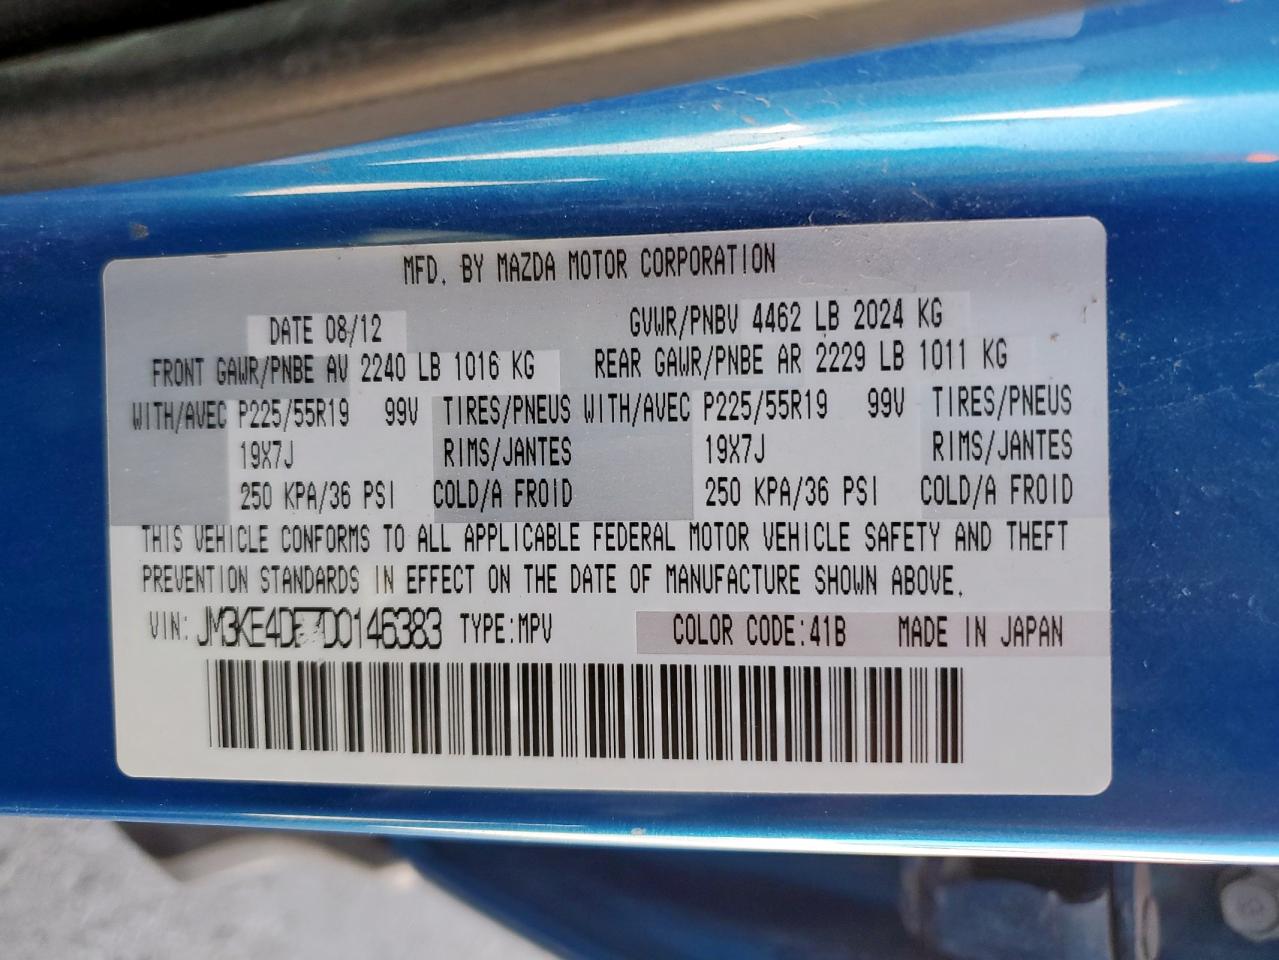 MFD. BY MAZDA MOTOR CORPORATION
DATE 08/12 GVWR/PNBV 4462 LB 2024 KG
FRONT GAWR/PNBE AV 2240 LB 1016 KG REAR GAWR/PNBE AR 2229 LB 1011 KG
WITH/AVEC P225/55R19 99V TIRES/PNEUS WITH/AVEC P225/55R19 99V TIRES/PNEUS
19X7J RIMS/JANTES 19X7J RIMS/JANTES
250 KPA/36 PSI COLD/A FROID 250 KPA/36 PSI COLD/A FROID
THIS VEHICLE CONFORMS TO ALL APPLICABLE FEDERAL MOTOR VEHICLE SAFETY AND THEFT
PREVENTION STANDARDS IN EFFECT ON THE DATE OF MANUFACTURE SHOWN ABOVE.
VIN: JM3KE4DE7D0146383 TYPE:MPV COLOR CODE:41B MADE IN JAPAN